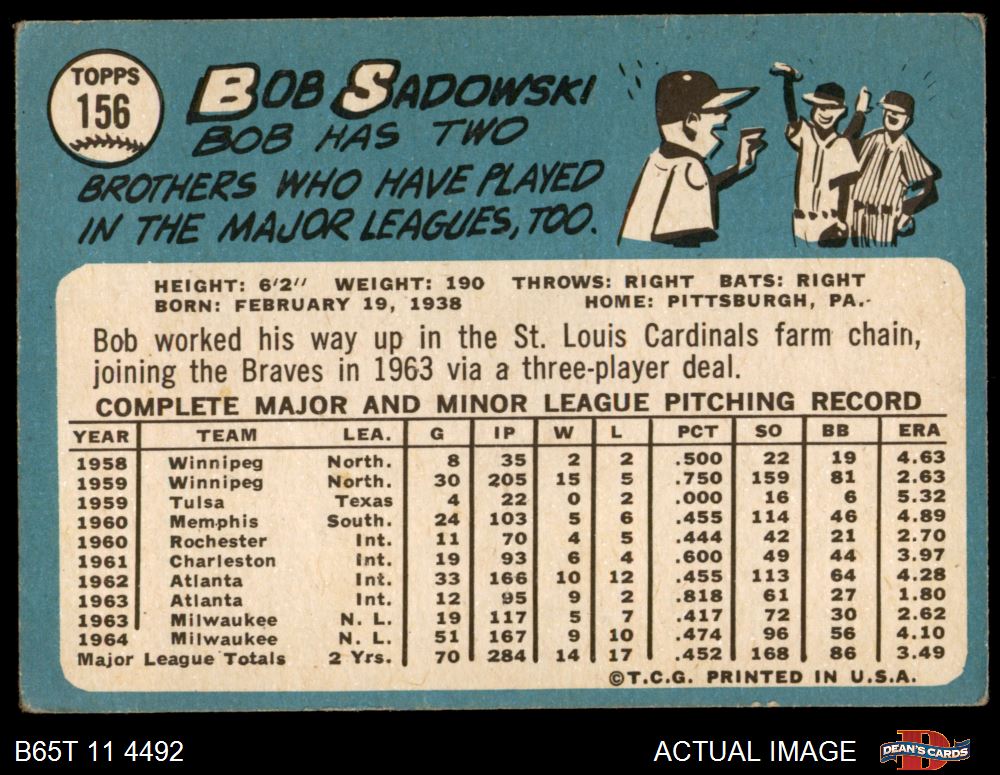 TOPPS
156
BOB SADOWSKI
BOB HAS TWO
BROTHERS WHO HAVE PLAYED
IN THE MAJOR LEAGUES, TOO.
HEIGHT: 6'2" WEIGHT: 190 THROWS: RIGHT BATS: RIGHT
BORN: FEBRUARY 19, 1938 HOME: PITTSBURGH, PA.
Bob worked his way up in the St. Louis Cardinals farm chain,
joining the Braves in 1963 via a three-player deal.
COMPLETE MAJOR AND MINOR LEAGUE PITCHING RECORD
YEAR TEAM LEA. G IP W L PCT SO BB ERA
1958 Winnipeg North. 8 35 2 2 .500 22 19 4.63
1959 Winnipeg North. 30 205 15 5 .750 159 81 2.63
1959 Tulsa Texas 4 22 0 2 .000 16 6 5.32
1960 Memphis South. 24 103 5 6 .455 114 46 4.89
1960 Rochester Int. 11 70 4 5 .444 42 21 2.70
1961 Charleston Int. 19 93 6 4 .600 49 44 3.97
1962 Atlanta Int. 33 166 10 12 .455 113 64 4.28
1963 Atlanta Int. 12 95 9 2 .818 61 27 1.80
1963 Milwaukee N. L. 19 117 5 7 .417 72 30 2.62
1964 Milwaukee N. L. 51 167 9 10 .474 96 56 4.10
Major League Totals 2 Yrs. 70 284 14 17 .452 168 86 3.49
©T.C.G. PRINTED IN U.S.A.
B65T 11 4492 ACTUAL IMAGE DEAN'S CARDS